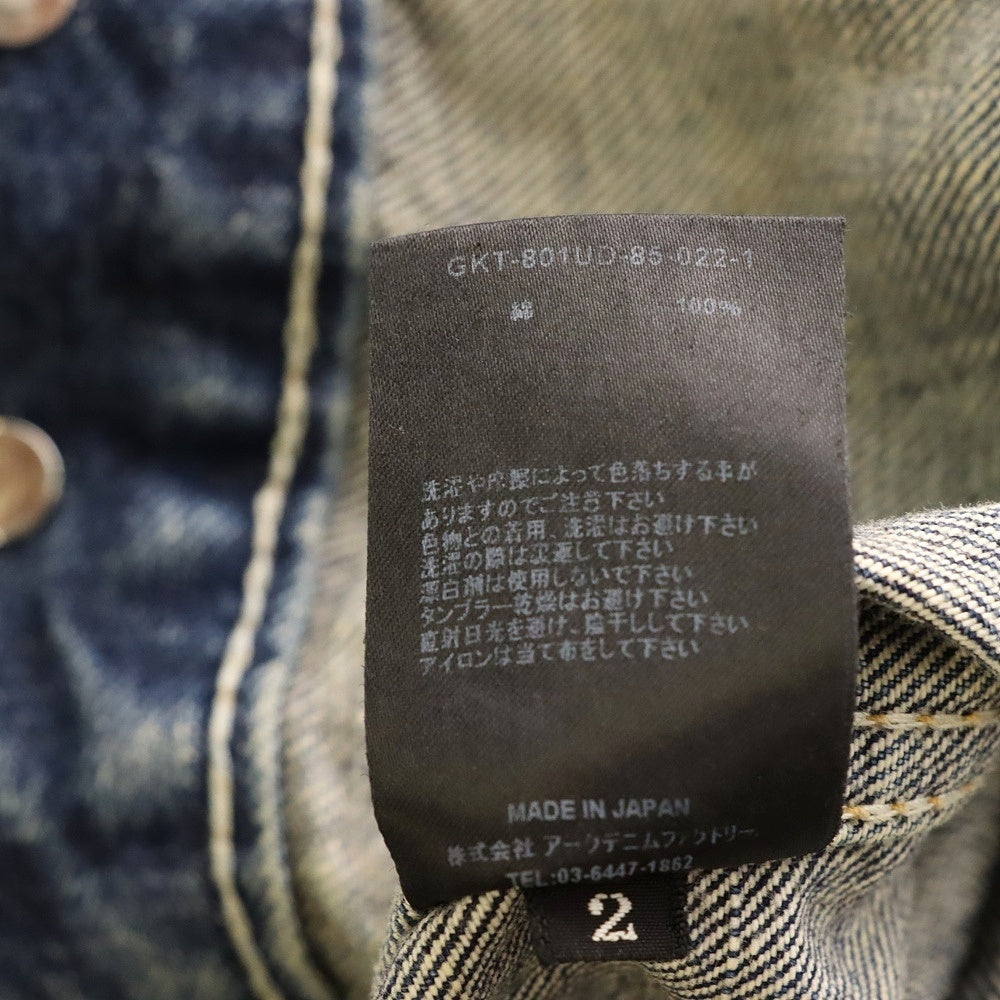 GKT-801UD-85-022-1
綿 100%
洗濯や摩擦によって色落ちする事が
ありますのでご注意下さい
色物との着用、洗濯はお避け下さい
洗濯の際は裏返して下さい
漂白剤は使用しないで下さい
タンブラー乾燥はお避け下さい
直射日光を避け、陰干しして下さい
アイロンは当て布をして下さい
MADE IN JAPAN
株式会社 アークデニムファクトリー
TEL:03-6447-1862
2